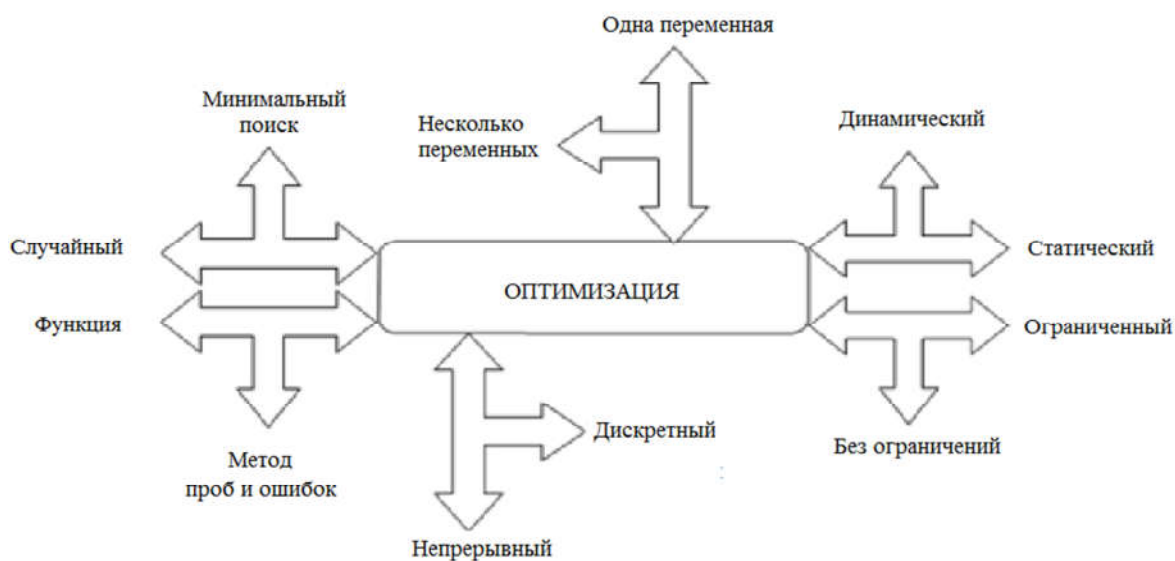 Одна переменная
Минимальный
поиск
Несколько
переменных
Динамический
Случайный
Статический
ОПТИМИЗАЦИЯ
Функция
Ограниченный
Дискретный
Без ограничений
Метод
проб и ошибок
Непрерывный